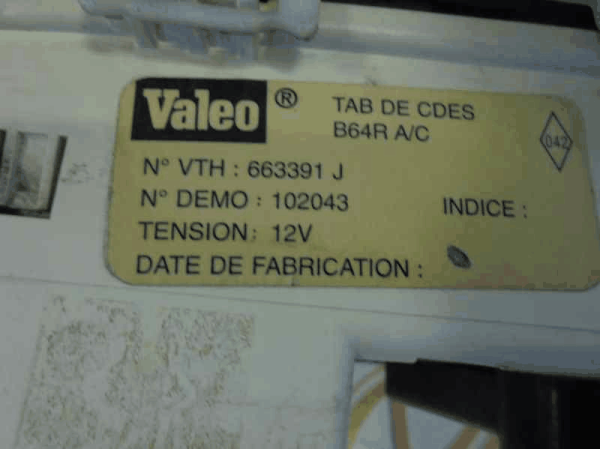 Valeo ®
TAB DE CDES
B64R A/C
042
N° VTH : 663391 J
N° DEMO : 102043
INDICE :
TENSION: 12V
DATE DE FABRICATION :